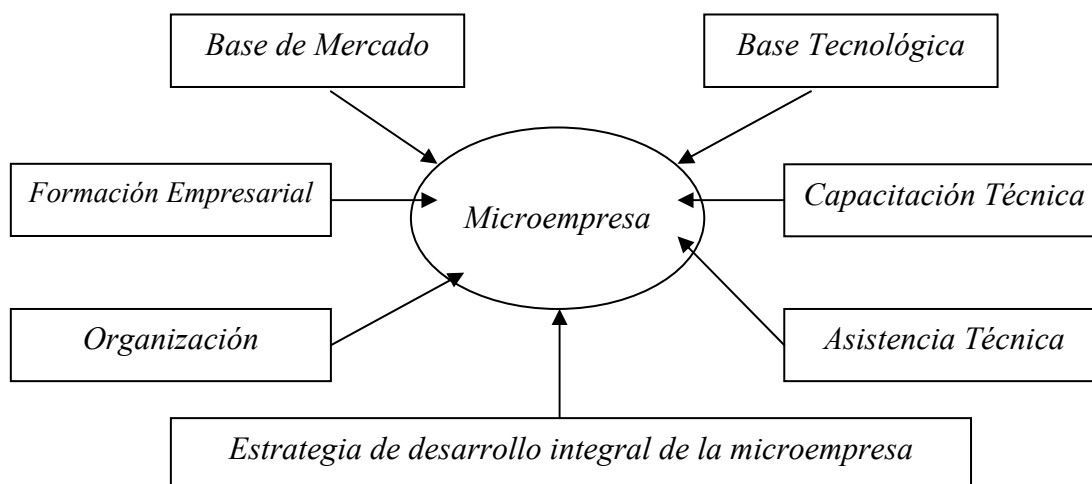 Base de Mercado
Base Tecnológica
Formación Empresarial
Capacitación Técnica
Microempresa
Organización
Asistencia Técnica
Estrategia de desarrollo integral de la microempresa